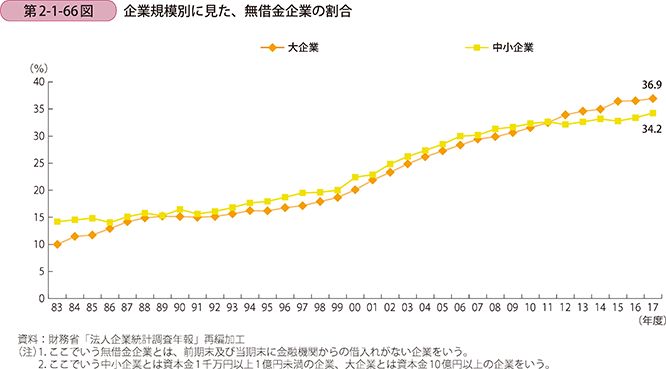 第2-1-66図 企業規模別に見た、無借金企業の割合
大企業 中小企業
(%)
40
35
30
25
20
15
10
5
0
36.9
34.2
83 84 85 86 87 88 89 90 91 92 93 94 95 96 97 98 99 00 01 02 03 04 05 06 07 08 09 10 11 12 13 14 15 16 17
(年度)
資料：財務省「法人企業統計調査年報」再編加工
(注)1. ここでいう無借金企業とは、前期末及び当期末に金融機関からの借入れがない企業をいう。
2. ここでいう中小企業とは資本金1千万円以上1億円未満の企業、大企業とは資本金10億円以上の企業をいう。